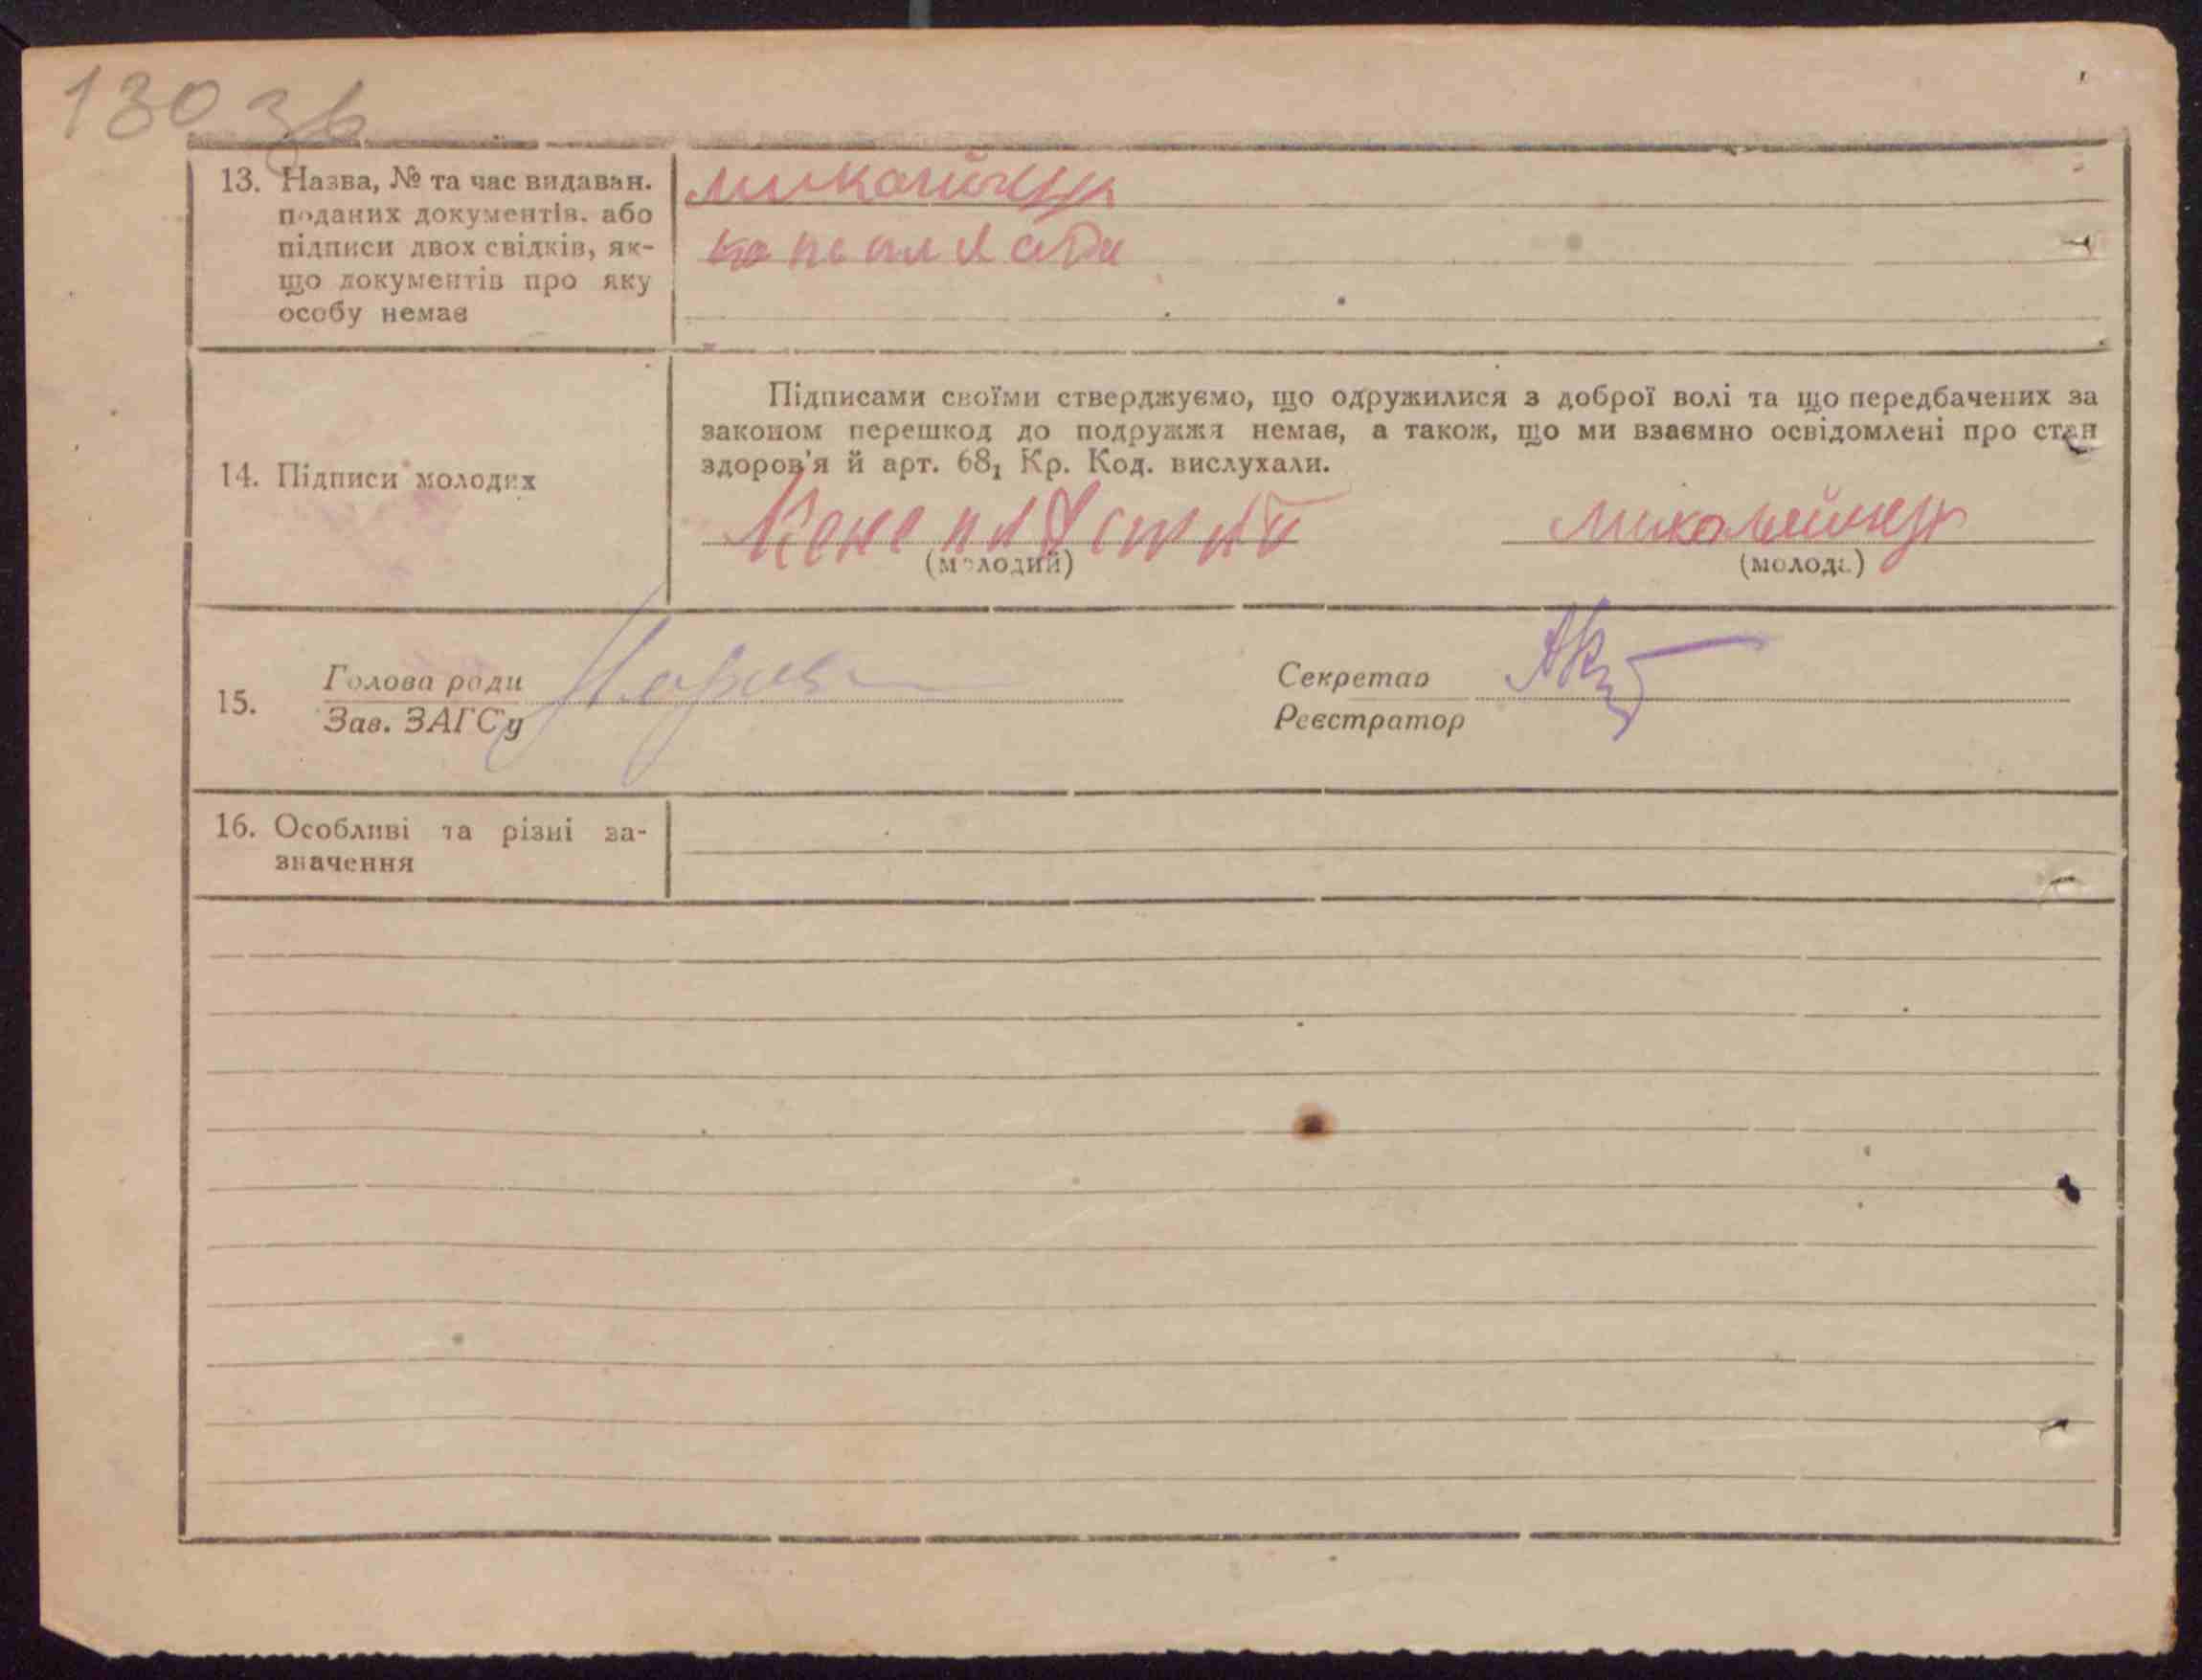 130 зв
13. Назва, № та час видаван.
поданих документів, або
підписи двох свідків, як-
що документів про яку
особу немає
14. Підписи молодих
Підписами своїми стверджуємо, що одружилися з доброї волі та що передбачених за
законом перешкод до подружжя немає, а також, що ми взаємно освідомлені про стан
здоров'я й арт. 68₁ Кр. Код. вислухали.
(молодий)
(молода)
15.
Голова ради
Зав. ЗАГСу
Секретар
Реєстратор
16. Особливі та різні за-
значення